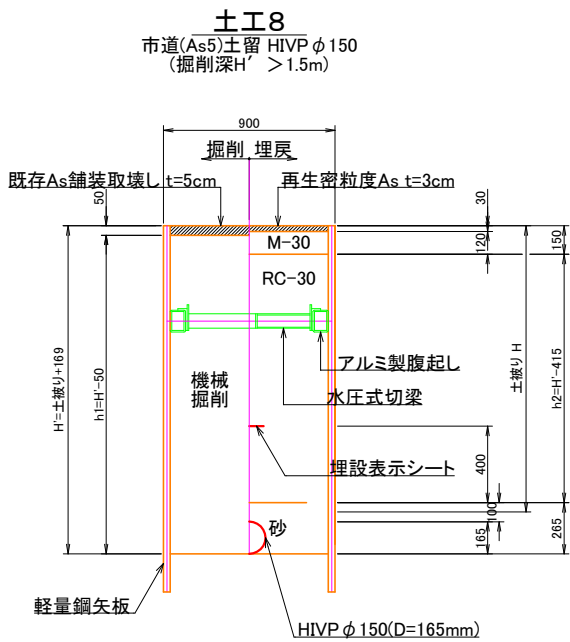 土工8
市道(As5)土留 HIVPφ150
(掘削深H′ >1.5m)
900
掘削 埋戻
既存As舗装取壊し t=5cm
再生密粒度As t=3cm
50
30
120
150
M-30
RC-30
H'=土被り+169
h1=H'-50
土被り H
h2=H'-415
アルミ製腹起し
機械
掘削
水圧式切梁
埋設表示シート
400
100
砂
165
265
軽量鋼矢板
HIVPφ150(D=165mm)